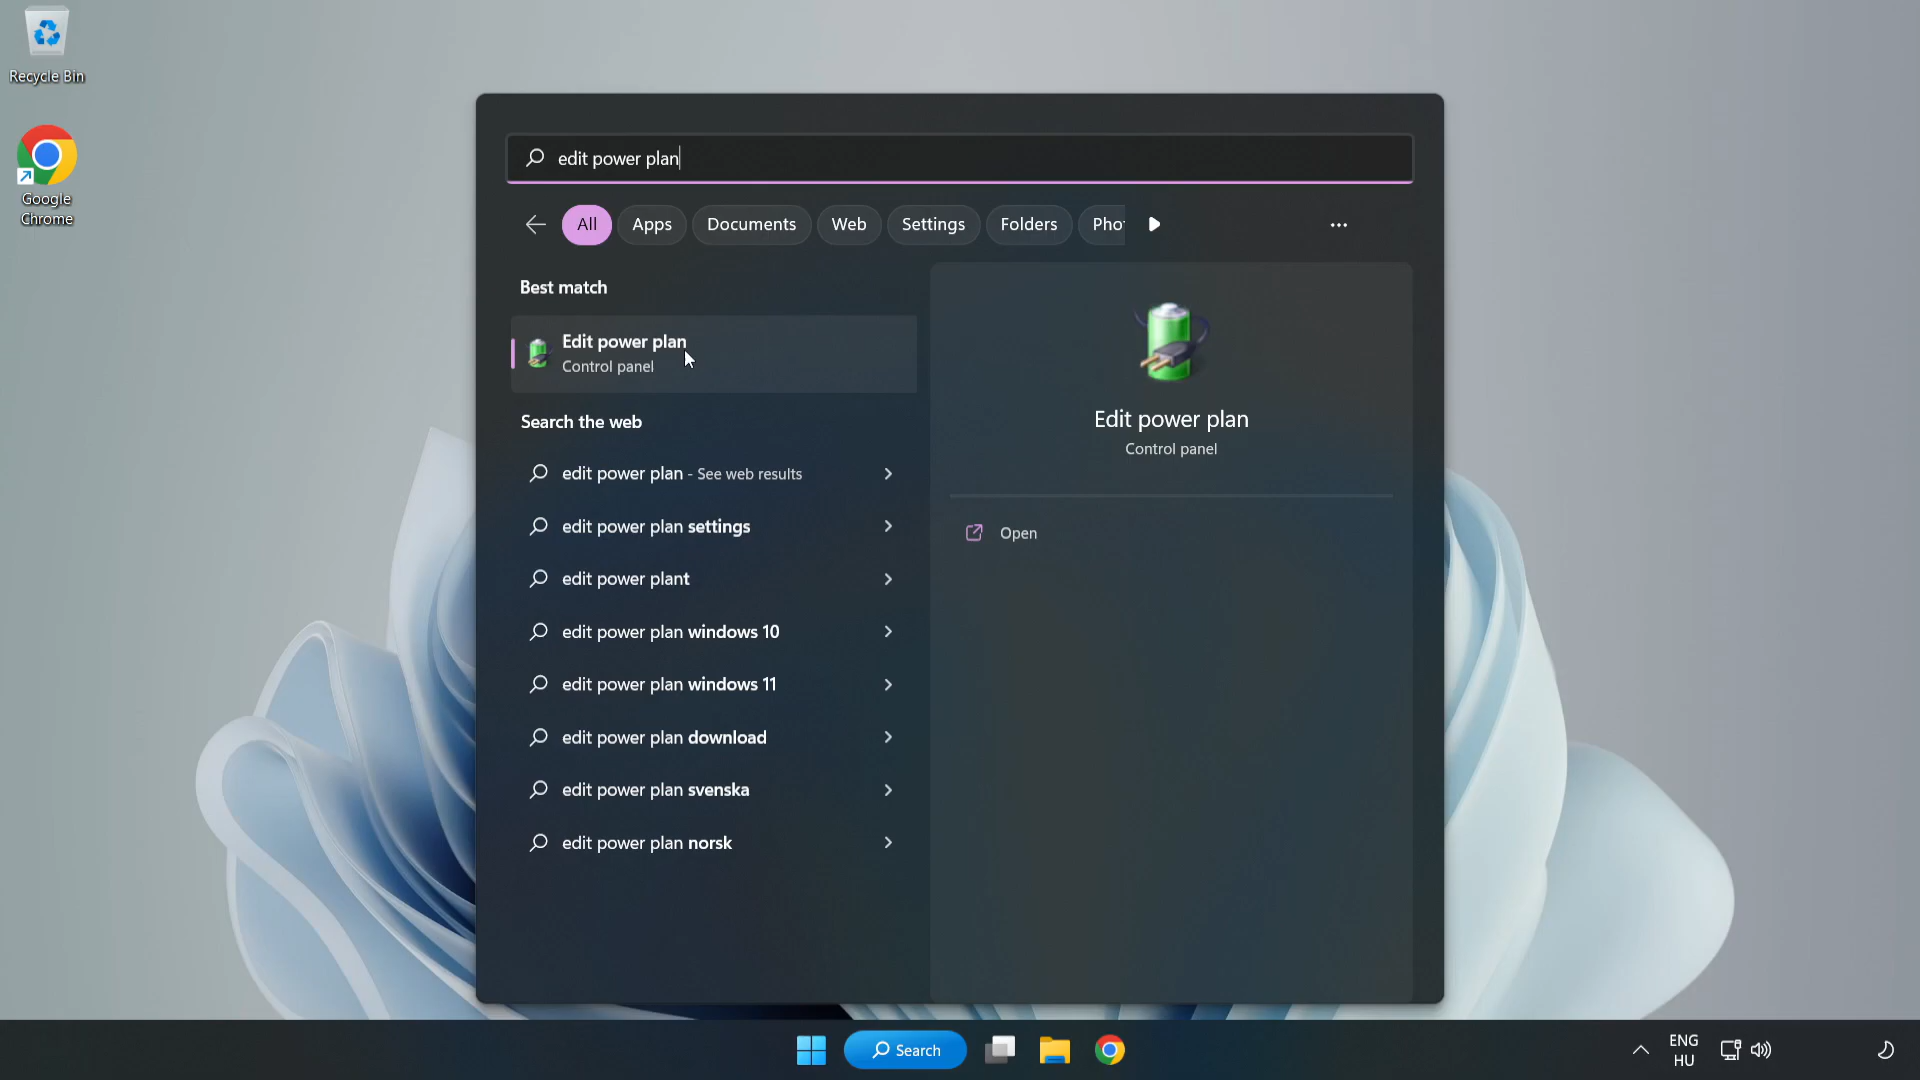 Recycle Bin
Google
Chrome
edit power plan
All
Apps
Documents
Web
Settings
Folders
Pho
Best match
Edit power plan
Control panel
Search the web
edit power plan - See web results
edit power plan settings
edit power plant
edit power plan windows 10
edit power plan windows 11
edit power plan download
edit power plan svenska
edit power plan norsk
Edit power plan
Control panel
Open
Search
ENG
HU